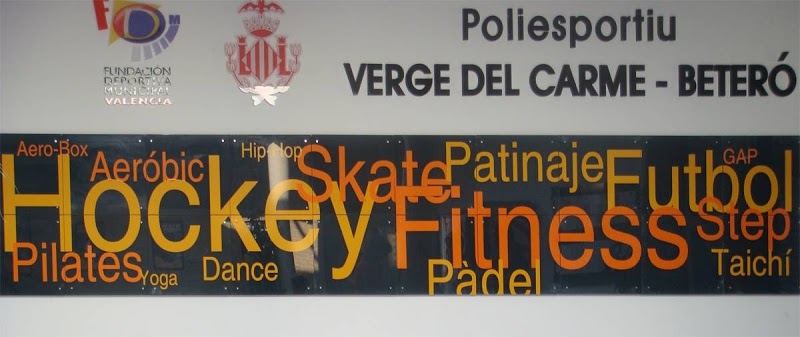 FDM
FUNDACIÓN
DEPORTIVA
MUNICIPAL
VALENCIA
Poliesportiu
VERGE DEL CARME - BETERÓ
Aero-Box
Aeróbic
Hip-Hop
Skate
Patinaje
GAP
Hockey
Fitness
Futbol
Step
Pilates
Yoga
Dance
Pàdel
Taichí